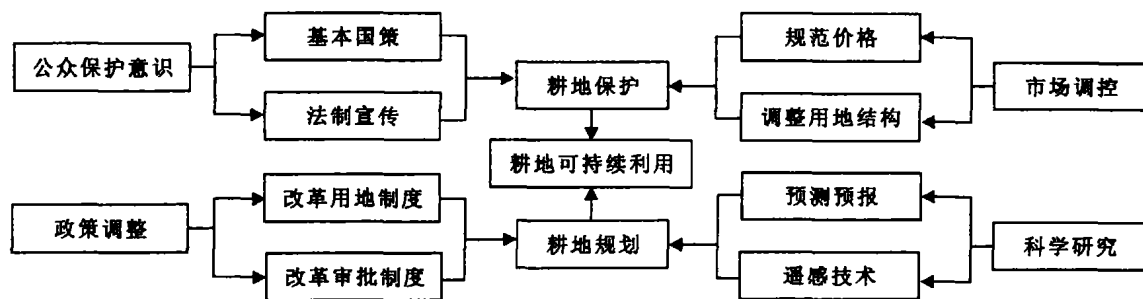 基本国策
规范价格
公众保护意识
耕地保护
市场调控
法制宣传
调整用地结构
耕地可持续利用
改革用地制度
预测预报
政策调整
耕地规划
科学研究
改革审批制度
遥感技术